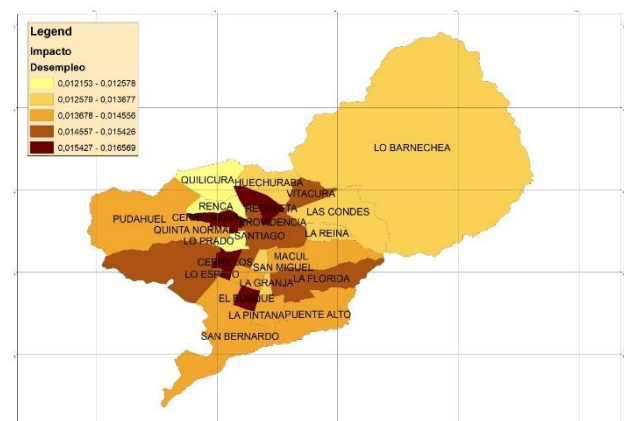 Legend
Impacto
Desempleo
0,012153 - 0,012578
0,012579 - 0,013677
0,013678 - 0,014556
0,014557 - 0,015426
0,015427 - 0,016569
LO BARNECHEA
QUILICURA
HUECHURABA
VITACURA
RENCA
RECOLETA
LAS CONDES
PUDAHUEL
PROVIDENCIA
QUINTA NORMAL
SANTIAGO
LA REINA
LO PRADO
MACUL
CERRILLOS
SAN MIGUEL
LO ESPEJO
LA FLORIDA
LA GRANJA
EL BOSQUE
LA PINTANA
PUENTE ALTO
SAN BERNARDO